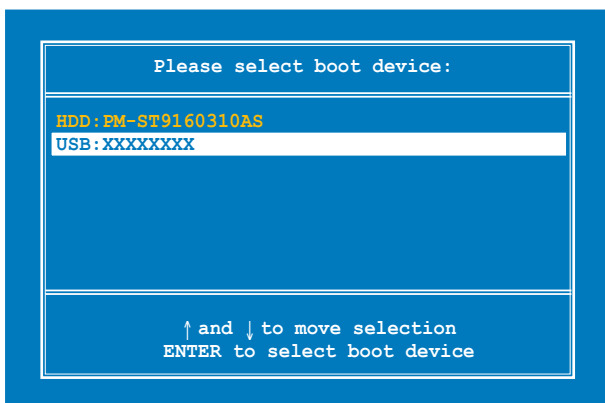 Please select boot device:
HDD:PM-ST9160310AS
USB:XXXXXXXX
↑ and ↓ to move selection
ENTER to select boot device